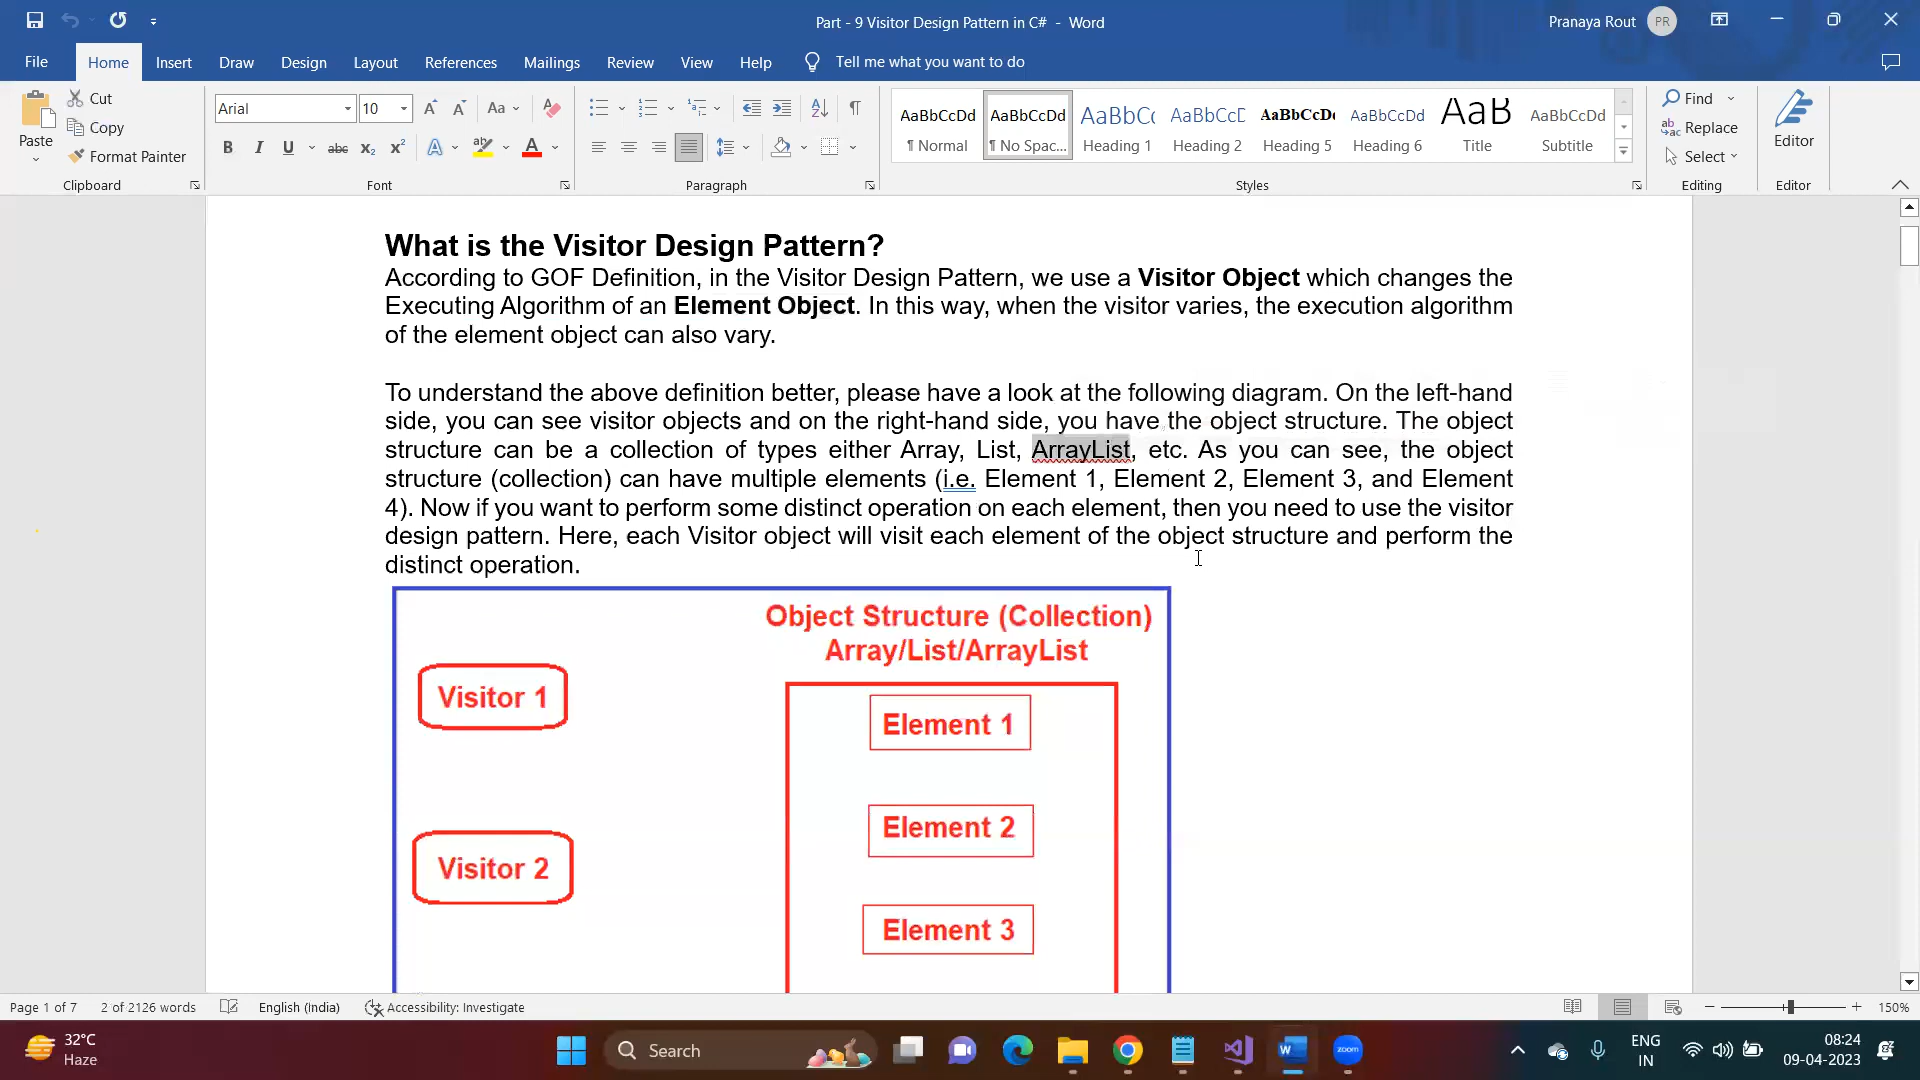 Part - 9 Visitor Design Pattern in C# - Word
Pranaya Rout PR
File Home Insert Draw Design Layout References Mailings Review View Help Tell me what you want to do
Paste
Cut
Copy
Format Painter
Clipboard
Arial 10
Font
Paragraph
AaBbCcDd AaBbCcDd AaBbCc AaBbCcC AaBbCcDc AaBbCcDd AaB AaBbCcDd
¶ Normal ¶ No Spac... Heading 1 Heading 2 Heading 5 Heading 6 Title Subtitle
Styles
Find
Replace
Select
Editing
Editor
Editor
What is the Visitor Design Pattern?
According to GOF Definition, in the Visitor Design Pattern, we use a Visitor Object which changes the
Executing Algorithm of an Element Object. In this way, when the visitor varies, the execution algorithm
of the element object can also vary.
To understand the above definition better, please have a look at the following diagram. On the left-hand
side, you can see visitor objects and on the right-hand side, you have the object structure. The object
structure can be a collection of types either Array, List, ArrayList, etc. As you can see, the object
structure (collection) can have multiple elements (i.e. Element 1, Element 2, Element 3, and Element
4). Now if you want to perform some distinct operation on each element, then you need to use the visitor
design pattern. Here, each Visitor object will visit each element of the object structure and perform the
distinct operation.
Object Structure (Collection)
Array/List/ArrayList
Visitor 1
Element 1
Element 2
Visitor 2
Element 3
Page 1 of 7 2 of 2126 words English (India) Accessibility: Investigate 150%
32°C
Haze
Search
zoom
ENG
IN
08:24
09-04-2023